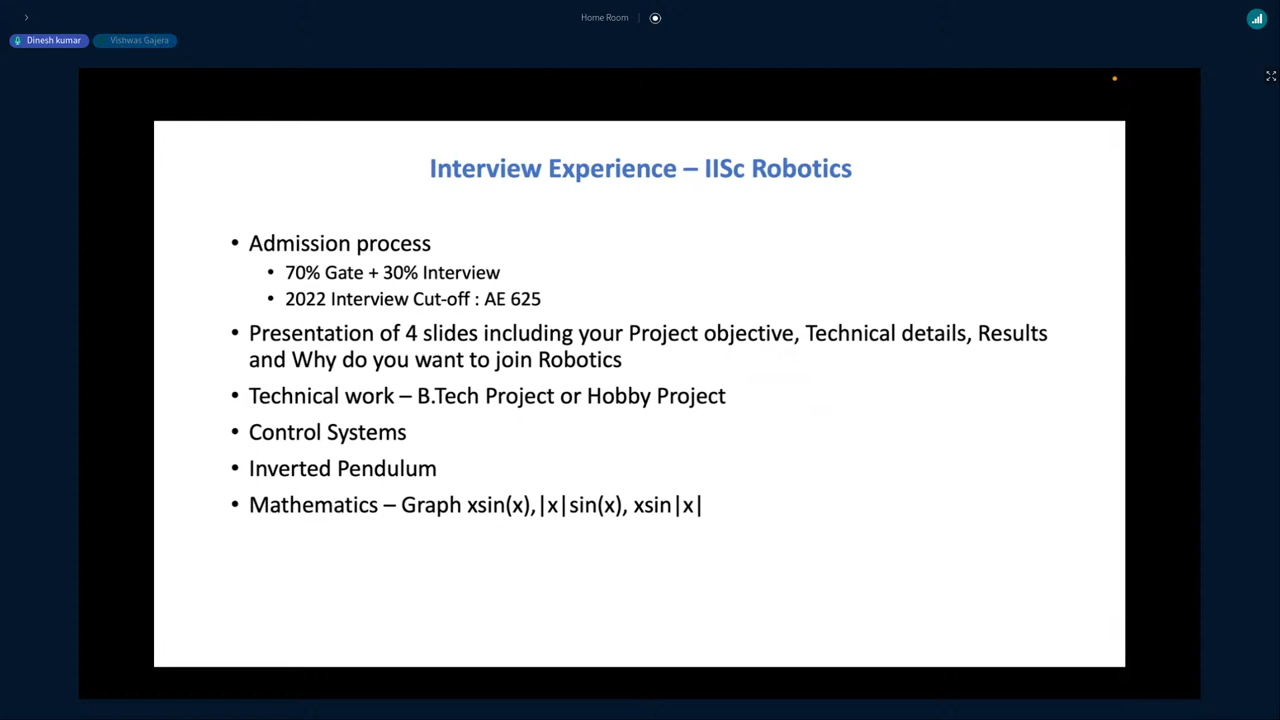 Home Room
Dinesh kumar
Vishwas Gajera
Interview Experience – IISc Robotics
• Admission process
• 70% Gate + 30% Interview
• 2022 Interview Cut-off : AE 625
• Presentation of 4 slides including your Project objective, Technical details, Results
and Why do you want to join Robotics
• Technical work – B.Tech Project or Hobby Project
• Control Systems
• Inverted Pendulum
• Mathematics – Graph xsin(x),|x|sin(x), xsin|x|